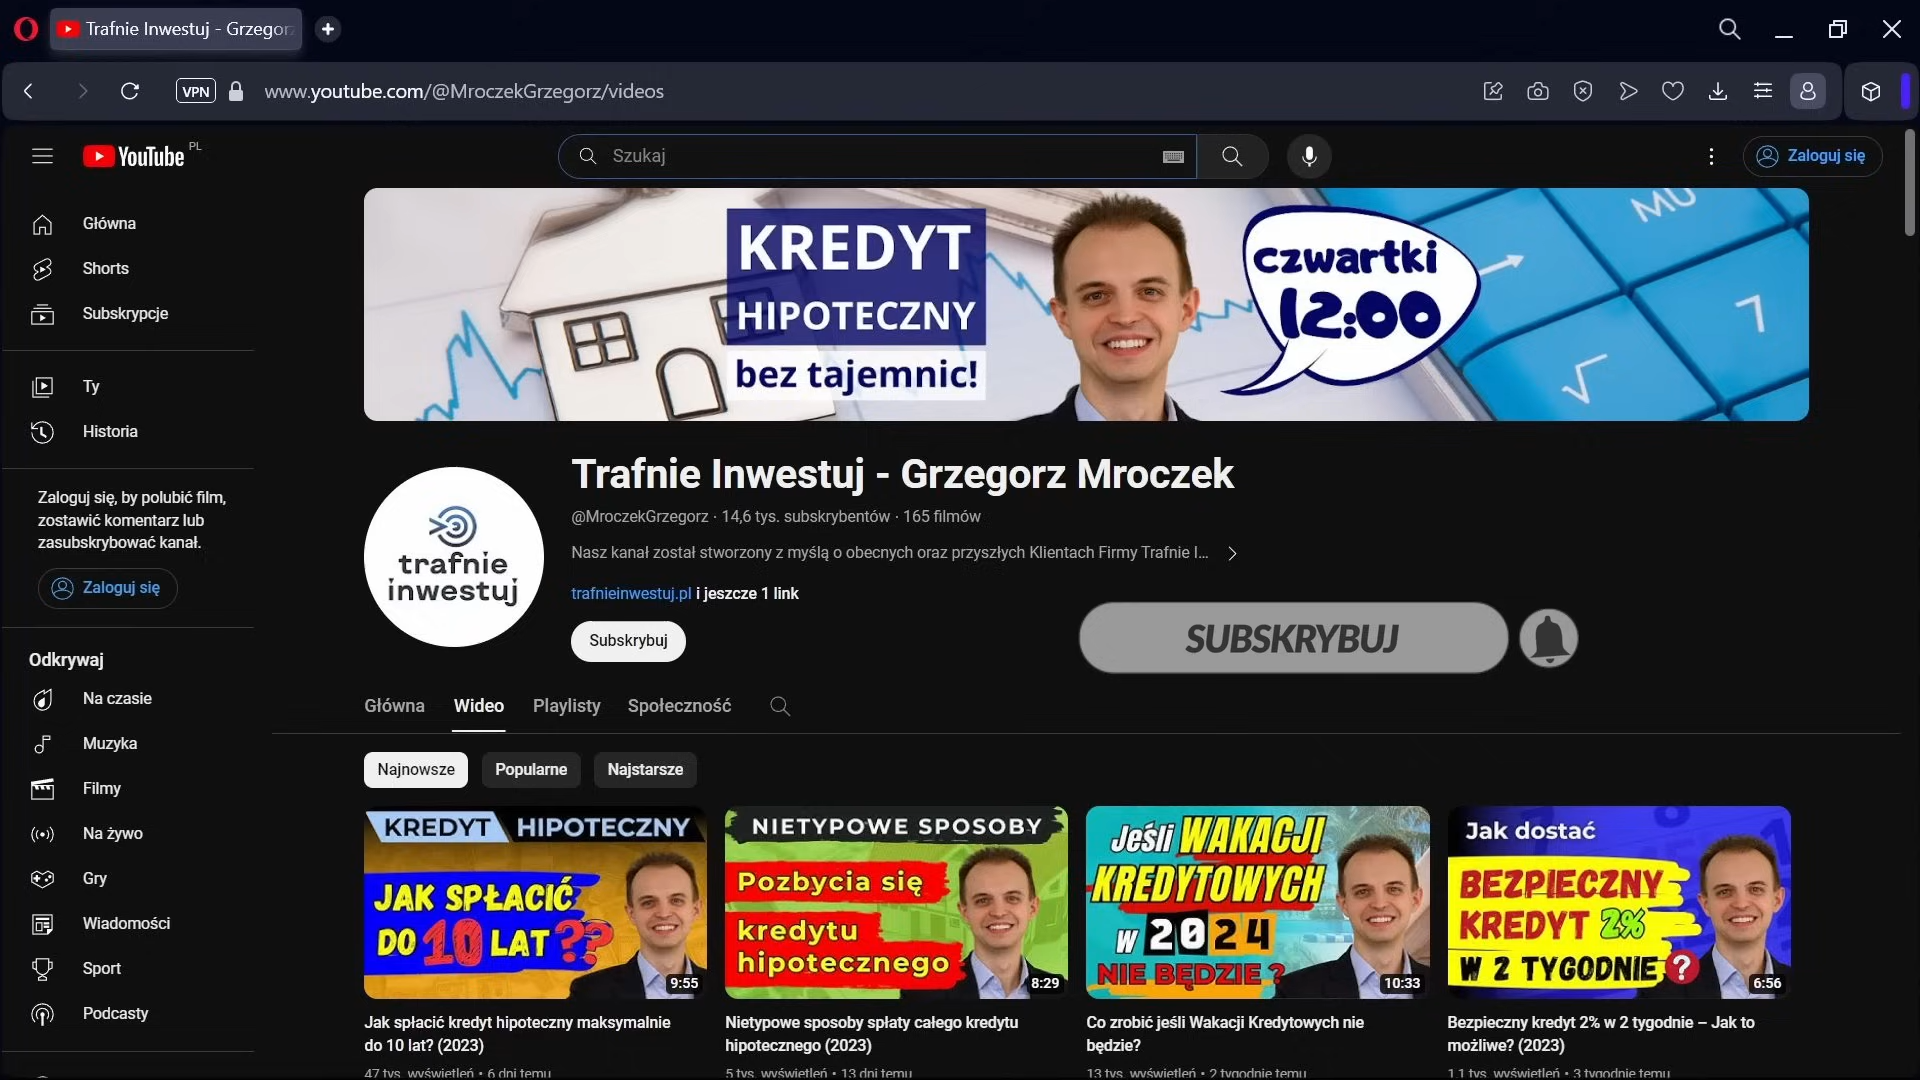 Trafnie Inwestuj - Grzegorz
VPN
www.youtube.com/@MroczekGrzegorz/videos
YouTube PL
Szukaj
Zaloguj się
Główna
Shorts
Subskrypcje
Ty
Historia
Zaloguj się, by polubić film,
zostawić komentarz lub
zasubskrybować kanał.
Zaloguj się
Odkrywaj
Na czasie
Muzyka
Filmy
Na żywo
Gry
Wiadomości
Sport
Podcasty
KREDYT
HIPOTECZNY
bez tajemnic!
czwartki
12:00
MU
7
√
trafnie
inwestuj
Trafnie Inwestuj - Grzegorz Mroczek
@MroczekGrzegorz · 14,6 tys. subskrybentów · 165 filmów
Nasz kanał został stworzony z myślą o obecnych oraz przyszłych Klientach Firmy Trafnie I...
trafnieinwestuj.pl i jeszcze 1 link
Subskrybuj
SUBSKRYBUJ
Główna Wideo Playlisty Społeczność
Najnowsze Popularne Najstarsze
KREDYT HIPOTECZNY
JAK SPŁACIĆ
DO 10 LAT ??
9:55
Jak spłacić kredyt hipoteczny maksymalnie
do 10 lat? (2023)
47 tys. wyświetleń • 6 dni temu
NIETYPOWE SPOSOBY
Pozbycia się
kredytu
hipotecznego
8:29
Nietypowe sposoby spłaty całego kredytu
hipotecznego (2023)
5 tys. wyświetleń • 13 dni temu
Jeśli WAKACJI
KREDYTOWYCH
w 2024
NIE BĘDZIE ?
10:33
Co zrobić jeśli Wakacji Kredytowych nie
będzie?
13 tys. wyświetleń • 2 tygodnie temu
Jak dostać
BEZPIECZNY
KREDYT 2%
W 2 TYGODNIE ?
6:56
Bezpieczny kredyt 2% w 2 tygodnie – Jak to
możliwe? (2023)
1,1 tys. wyświetleń • 3 tygodnie temu